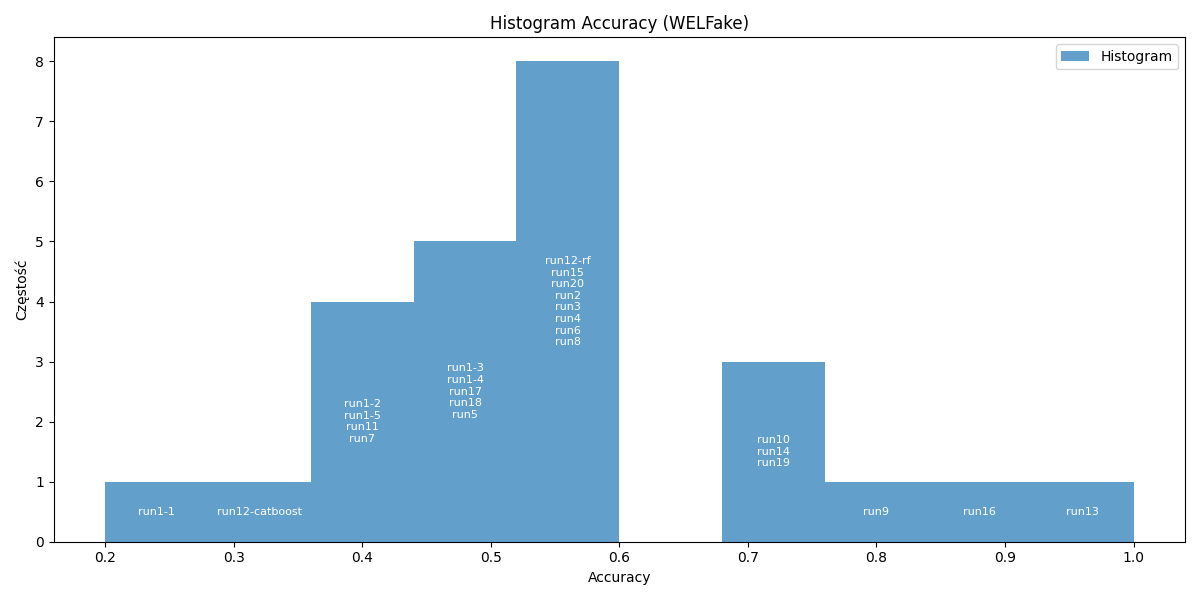 Histogram Accuracy (WELFake)
Histogram
Częstość
8
7
6
5
4
3
2
1
0
run1-1
run12-catboost
run1-2
run1-5
run11
run7
run1-3
run1-4
run17
run18
run5
run12-rf
run15
run20
run2
run3
run4
run6
run8
run10
run14
run19
run9
run16
run13
0.2 0.3 0.4 0.5 0.6 0.7 0.8 0.9 1.0
Accuracy